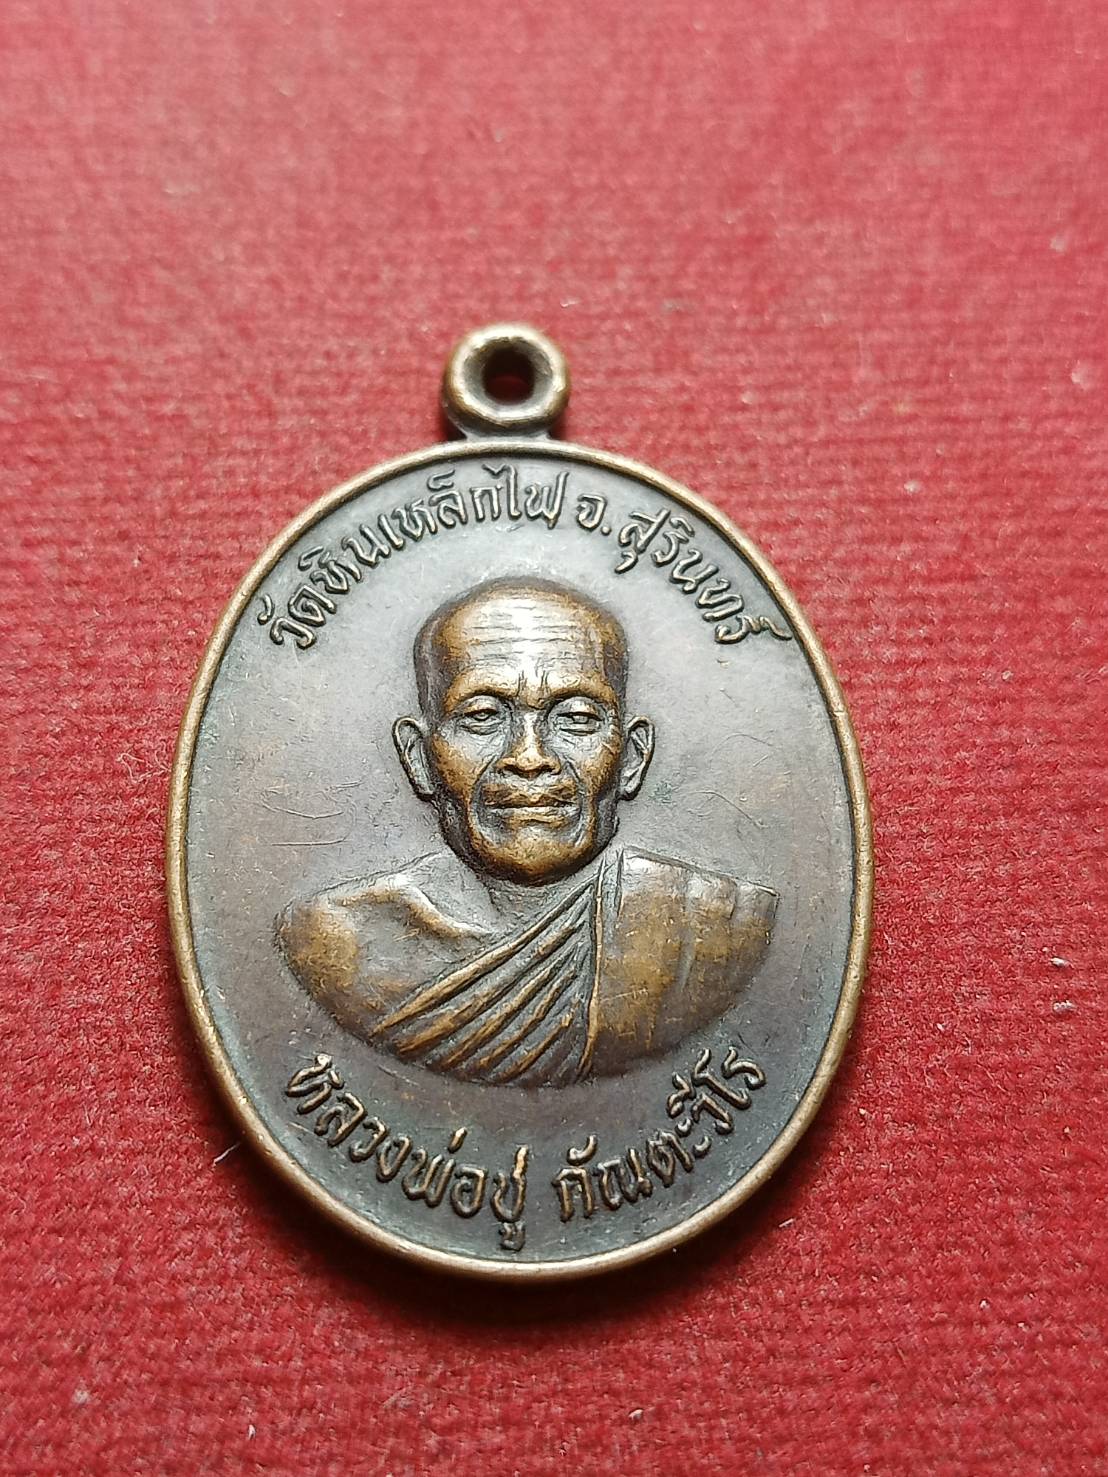 วัดหินเหล็กไฟ จ.สุรินทร์
หลวงพ่อปู กัณตะวีโร